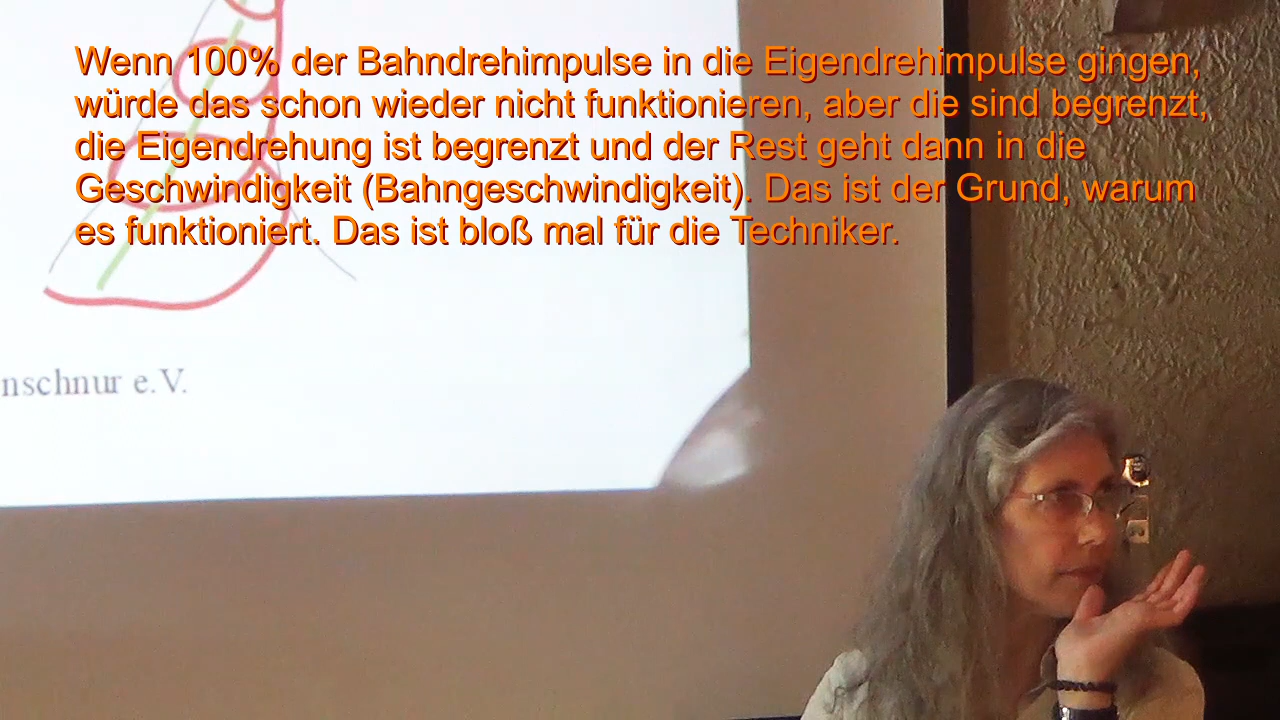 Wenn 100% der Bahndrehimpulse in die Eigendrehimpulse gingen,
würde das schon wieder nicht funktionieren, aber die sind begrenzt,
die Eigendrehung ist begrenzt und der Rest geht dann in die
Geschwindigkeit (Bahngeschwindigkeit). Das ist der Grund, warum
es funktioniert. Das ist bloß mal für die Techniker.
nschnur e.V.